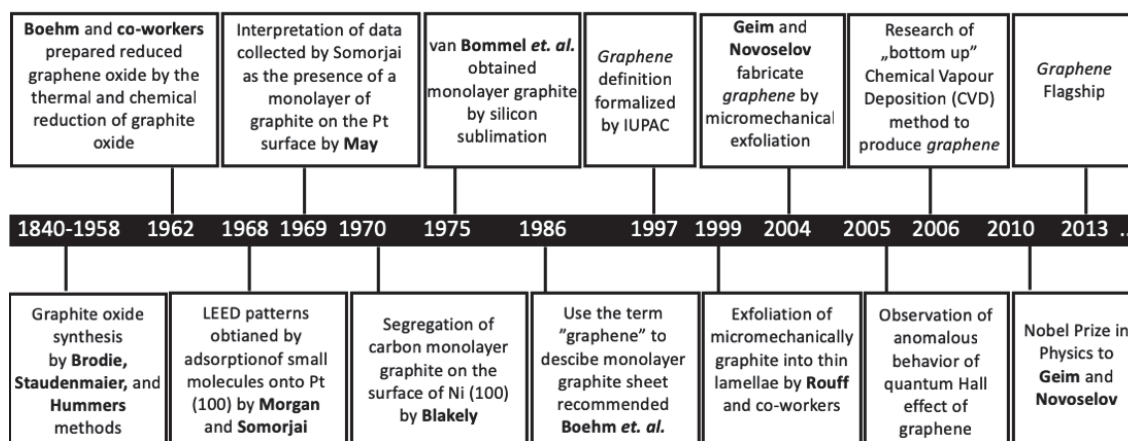 Boehm and co-workers
prepared reduced
graphene oxide by the
thermal and chemical
reduction of graphite
oxide
Interpretation of data
collected by Somorjai
as the presence of a
monolayer of
graphite on the Pt
surface by May
van Bommel et. al.
obtained
monolayer graphite
by silicon
sublimation
Graphene
definition
formalized
by IUPAC
Geim and
Novoselov
fabricate
graphene by
micromechanical
exfoliation
Research of
„bottom up”
Chemical Vapour
Deposition (CVD)
method to
produce graphene
Graphene
Flagship
1840-1958 1962 1968 1969 1970 1975 1986 1997 1999 2004 2005 2006 2010 2013 ..
Graphite oxide
synthesis
by Brodie,
Staudenmaier, and
Hummers
methods
LEED patterns
obtianed by
adsorptionof small
molecules onto Pt
(100) by Morgan
and Somorjai
Segregation of
carbon monolayer
graphite on the
surface of Ni (100)
by Blakely
Use the term
”graphene” to
descibe monolayer
graphite sheet
recommended
Boehm et. al.
Exfoliation of
micromechanically
graphite into thin
lamellae by Rouff
and co-workers
Observation of
anomalous
behavior of
quantum Hall
effect of
graphene
Nobel Prize in
Physics to
Geim and
Novoselov